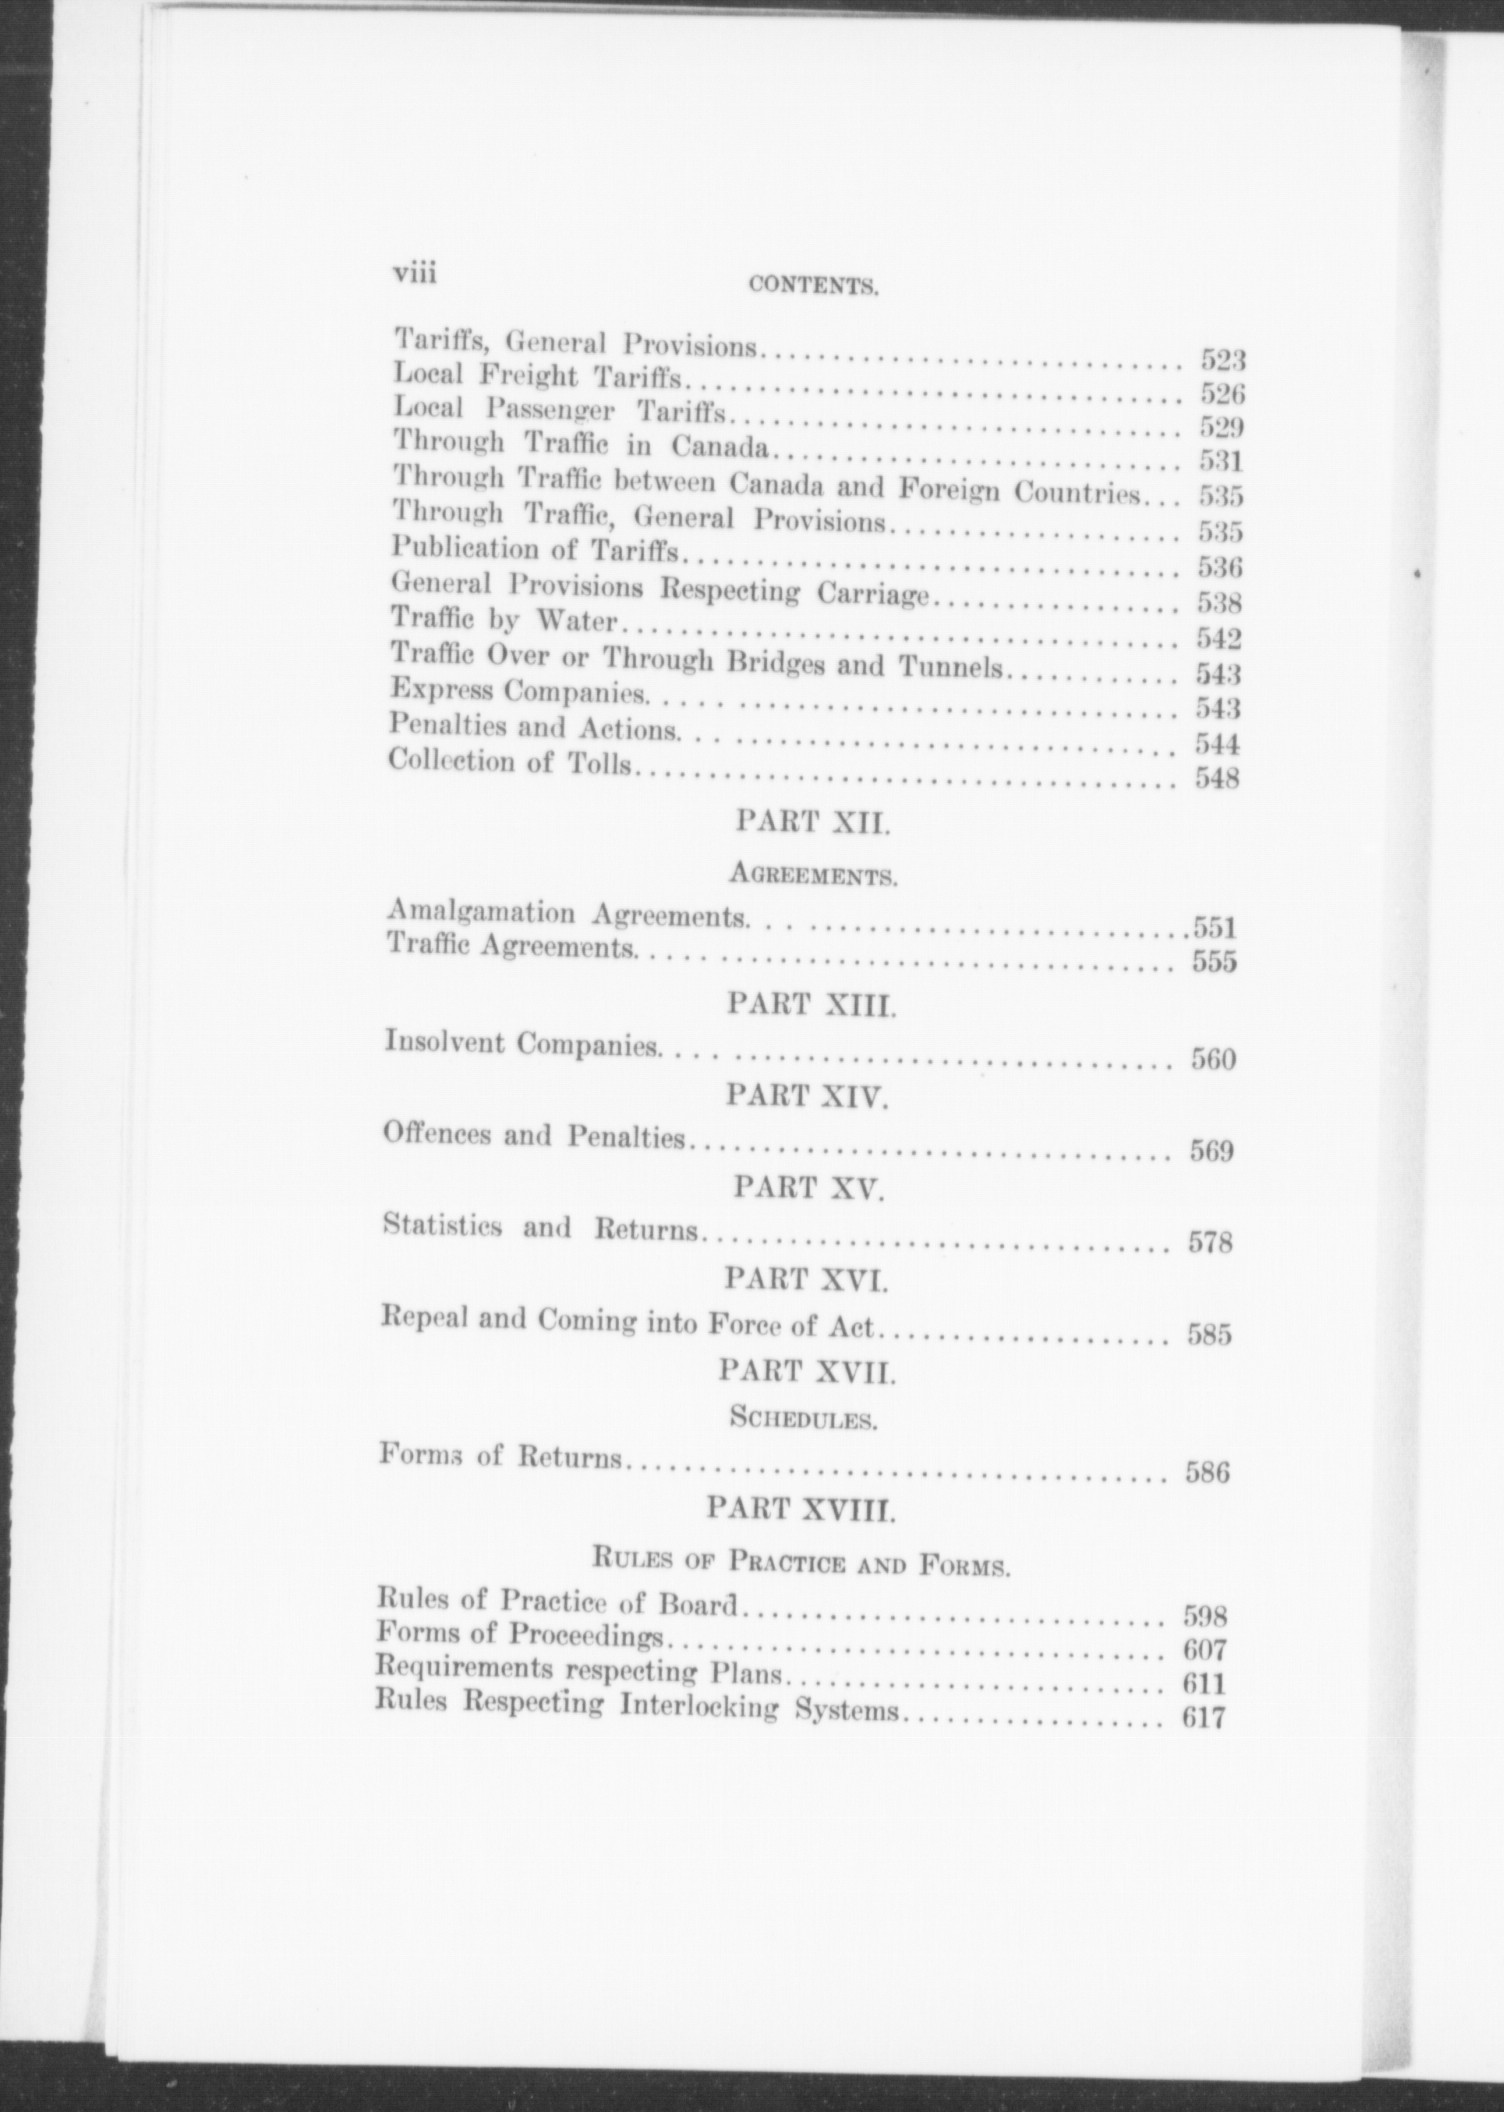 viii
CONTENTS.
Tariffs, General Provisions............................. 523
Local Freight Tariffs.................................. 526
Local Passenger Tariffs............................... 529
Through Traffic in Canada............................ 531
Through Traffic between Canada and Foreign Countries... 535
Through Traffic, General Provisions.................... 535
Publication of Tariffs.................................. 536
General Provisions Respecting Carriage................. 538
Traffic by Water...................................... 542
Traffic Over or Through Bridges and Tunnels............ 543
Express Companies.................................... 543
Penalties and Actions.................................. 544
Collection of Tolls..................................... 548
PART XII.
AGREEMENTS.
Amalgamation Agreements..............................551
Traffic Agreements.................................... 555
PART XIII.
Insolvent Companies.................................. 560
PART XIV.
Offences and Penalties................................. 569
PART XV.
Statistics and Returns................................ 578
PART XVI.
Repeal and Coming into Force of Act.................... 585
PART XVII.
SCHEDULES.
Forms of Returns..................................... 586
PART XVIII.
RULES OF PRACTICE AND FORMS.
Rules of Practice of Board............................. 598
Forms of Proceedings.................................. 607
Requirements respecting Plans.......................... 611
Rules Respecting Interlocking Systems.................. 617